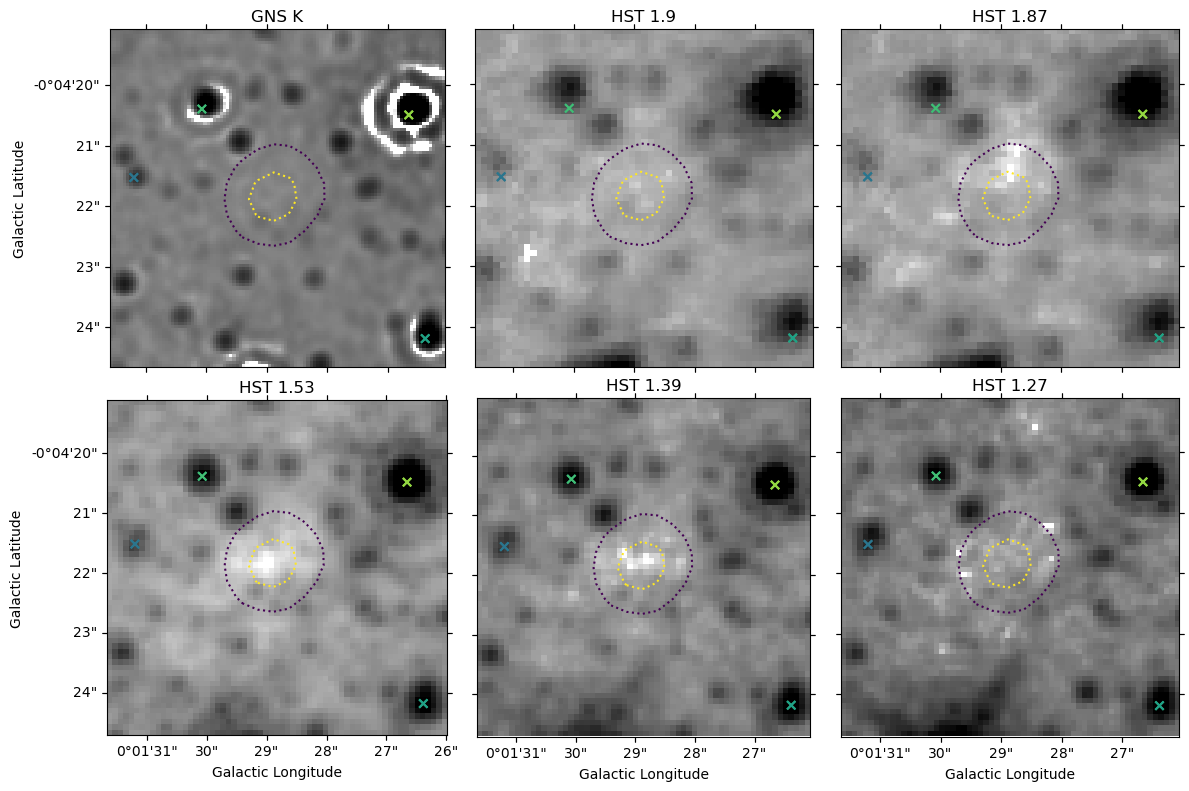 GNS K
HST 1.9
HST 1.87
-0°04'20"
21"
22"
23"
24"
Galactic Latitude
HST 1.53
HST 1.39
HST 1.27
-0°04'20"
21"
22"
23"
24"
Galactic Latitude
0°01'31"
30"
29"
28"
27"
26"
0°01'31"
30"
29"
28"
27"
0°01'31"
30"
29"
28"
27"
Galactic Longitude
Galactic Longitude
Galactic Longitude